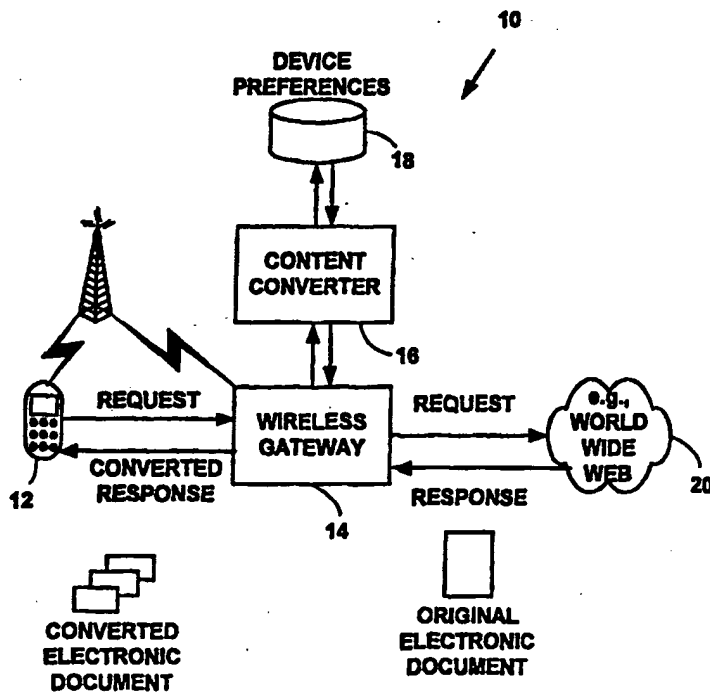 10
DEVICE
PREFERENCES
18
CONTENT
CONVERTER
16
REQUEST
WIRELESS
GATEWAY
REQUEST
e.g.,
WORLD
WIDE
WEB
CONVERTED
RESPONSE
RESPONSE
12
14
20
CONVERTED
ELECTRONIC
DOCUMENT
ORIGINAL
ELECTRONIC
DOCUMENT